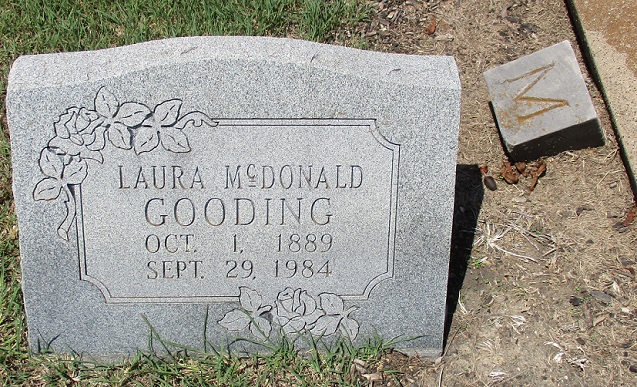 LAURA McDONALD
GOODING
OCT. 1, 1889
SEPT. 29, 1984
M